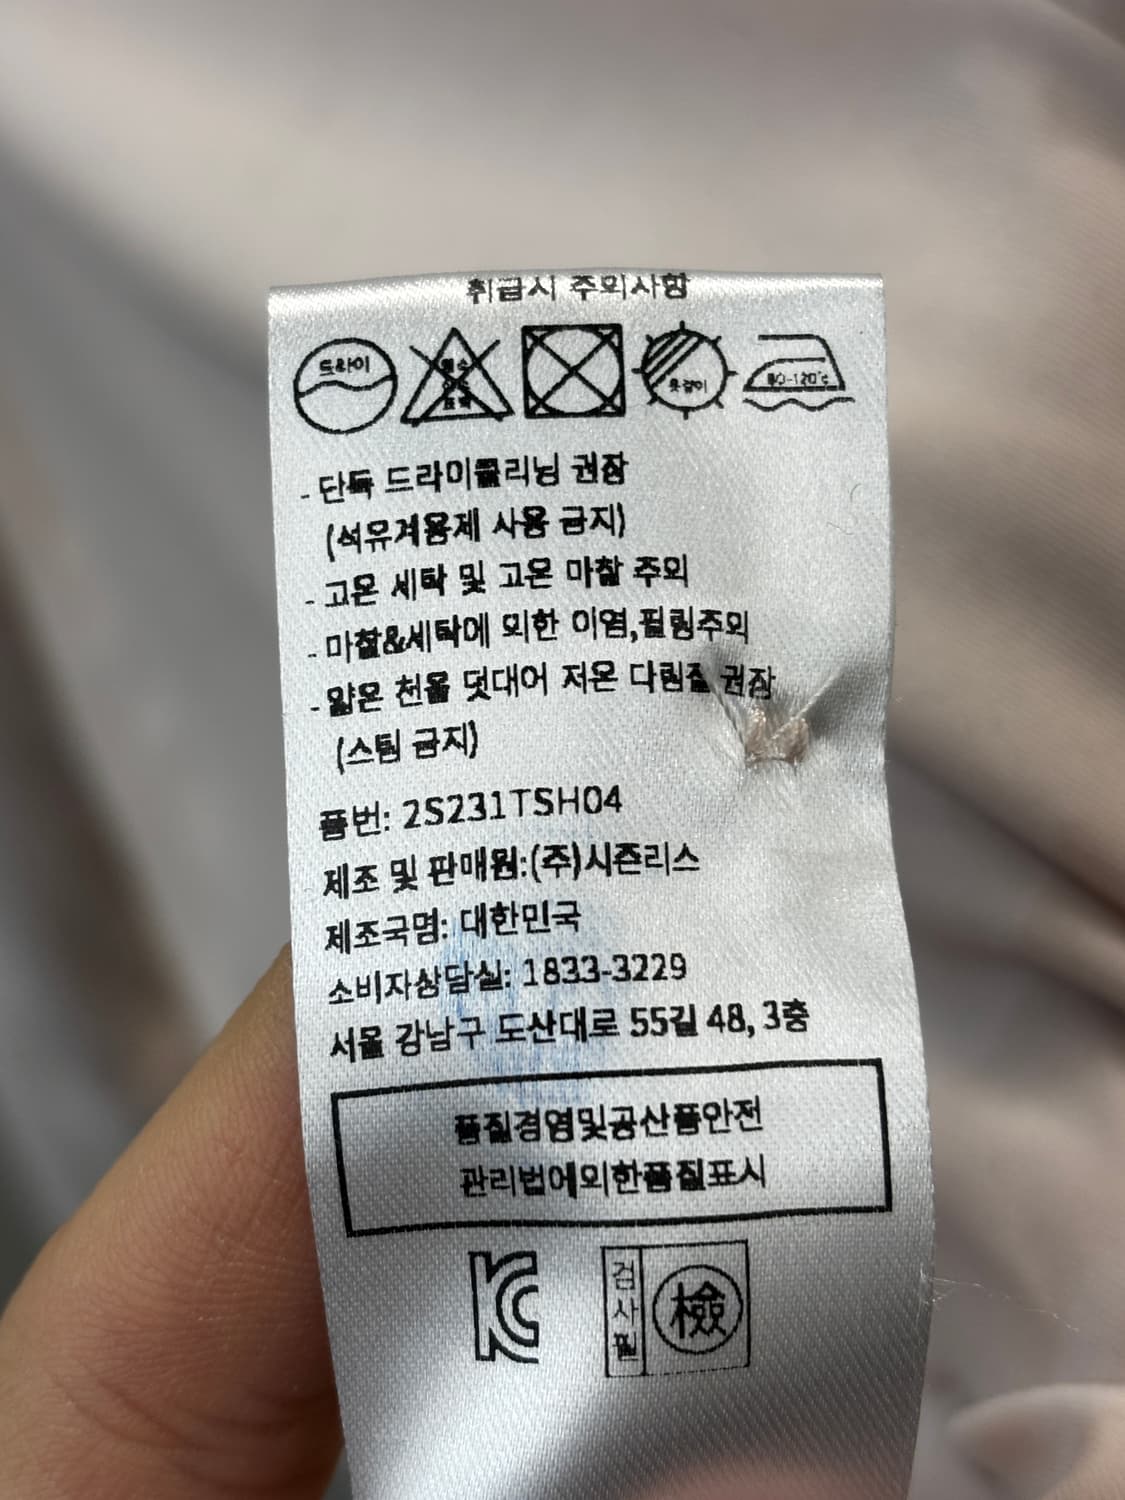 취급시 주의사항
드라이
염소
표백
옷걸이
80-120℃
- 단독 드라이클리닝 권장
(석유계용제 사용 금지)
- 고온 세탁 및 고온 마찰 주의
- 마찰&세탁에 의한 이염,필링주의
- 얇은 천을 덧대어 저온 다림질 권장
(스팀 금지)
품번: 2S231TSH04
제조 및 판매원:(주)시즌리스
제조국명: 대한민국
소비자상담실: 1833-3229
서울 강남구 도산대로 55길 48, 3층
품질경영및공산품안전
관리법에의한품질표시
KC
검사필
檢